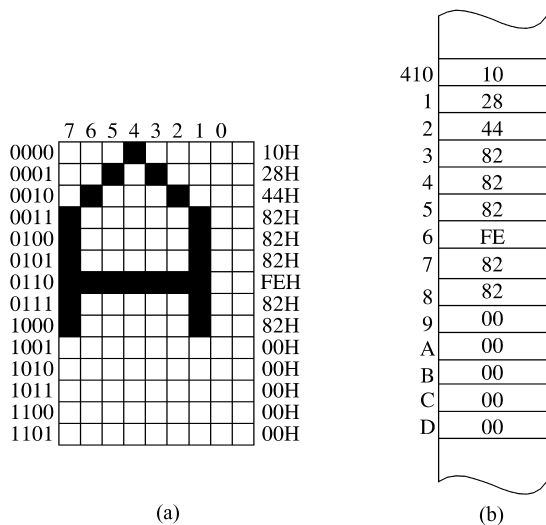 7 6 5 4 3 2 1 0
0000 10H
0001 28H
0010 44H
0011 82H
0100 82H
0101 82H
0110 FEH
0111 82H
1000 82H
1001 00H
1010 00H
1011 00H
1100 00H
1101 00H
(a)
410 10
1 28
2 44
3 82
4 82
5 82
6 FE
7 82
8 82
9 00
A 00
B 00
C 00
D 00
(b)